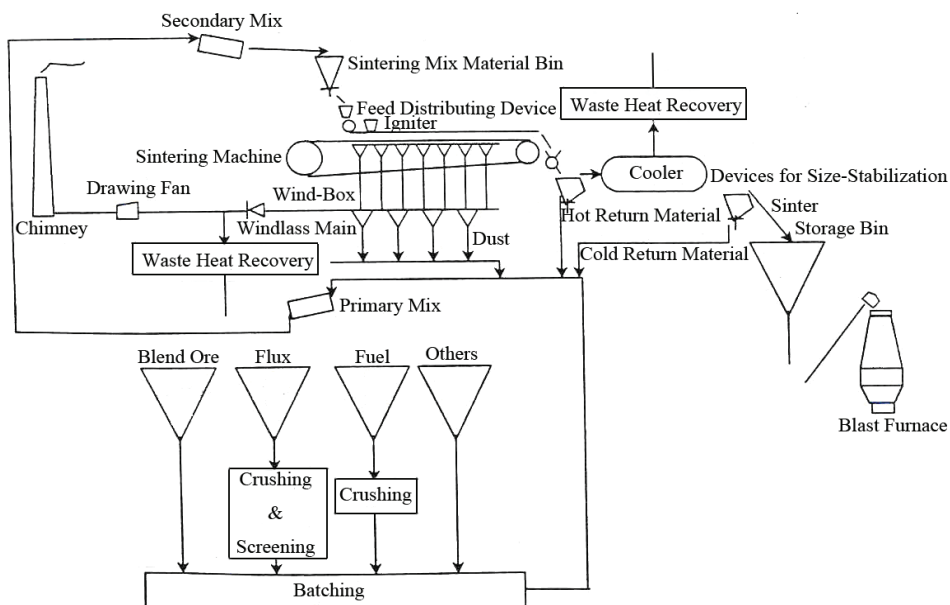 Secondary Mix
Sintering Mix Material Bin
Feed Distributing Device
Igniter
Waste Heat Recovery
Sintering Machine
Cooler
Devices for Size-Stabilization
Drawing Fan
Wind-Box
Hot Return Material
Sinter
Chimney
Windlass Main
Storage Bin
Dust
Cold Return Material
Waste Heat Recovery
Primary Mix
Blend Ore
Flux
Fuel
Others
Blast Furnace
Crushing
&
Screening
Crushing
Batching